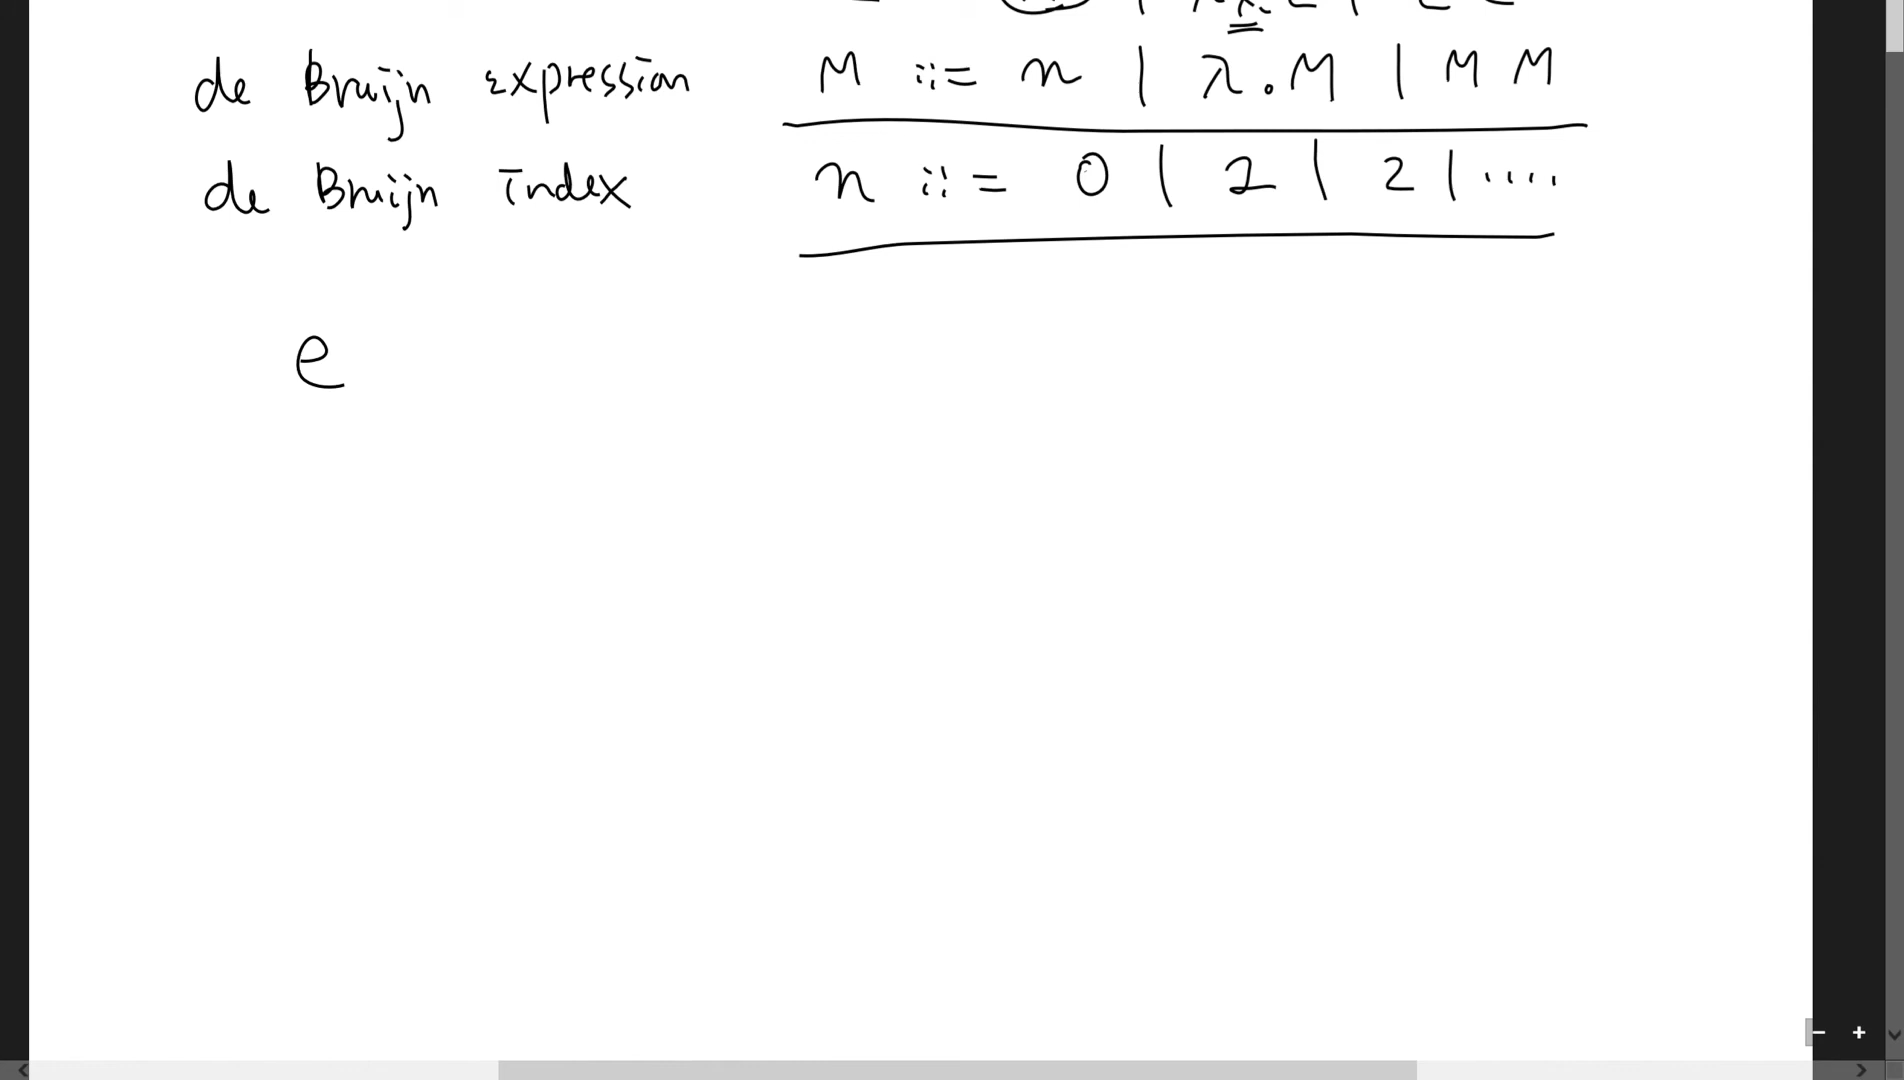 de Bruijn expression M ::= n | λ.M | M M
de Bruijn index n ::= 0 | 1 | 2 | ....
e